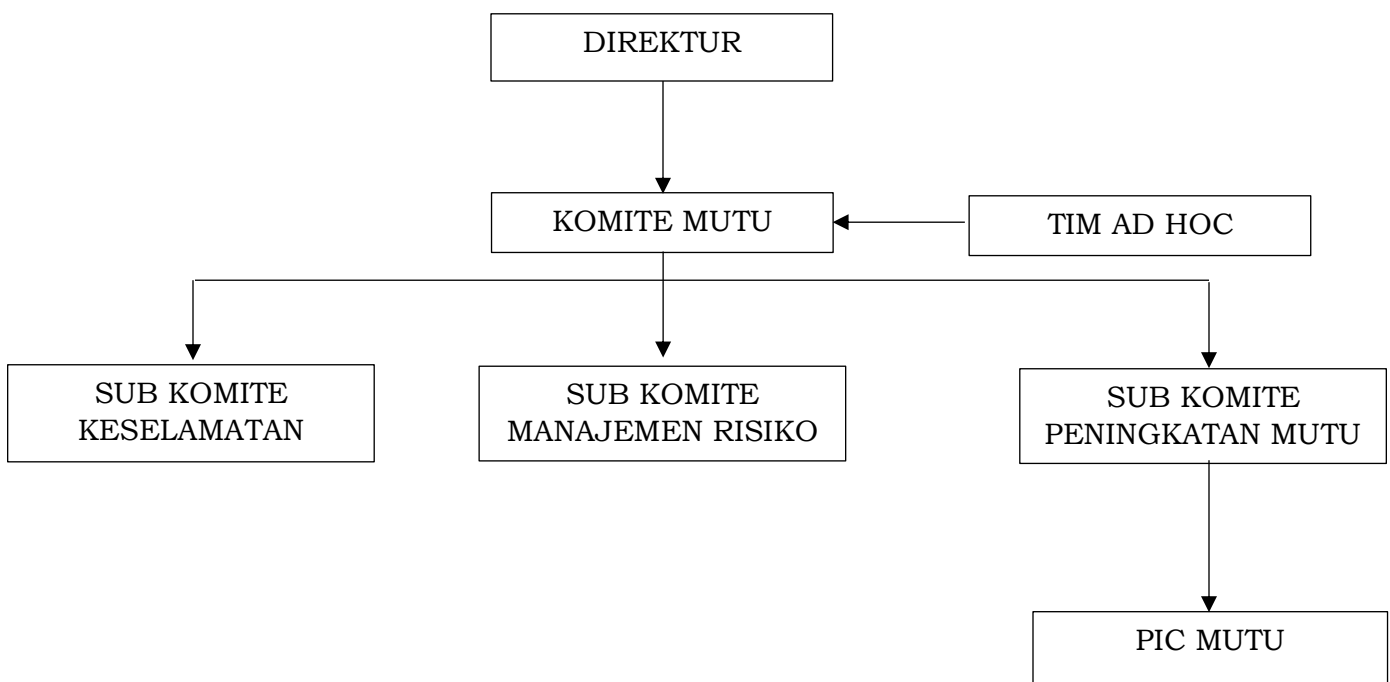 DIREKTUR
KOMITE MUTU
TIM AD HOC
SUB KOMITE
KESELAMATAN
SUB KOMITE
MANAJEMEN RISIKO
SUB KOMITE
PENINGKATAN MUTU
PIC MUTU